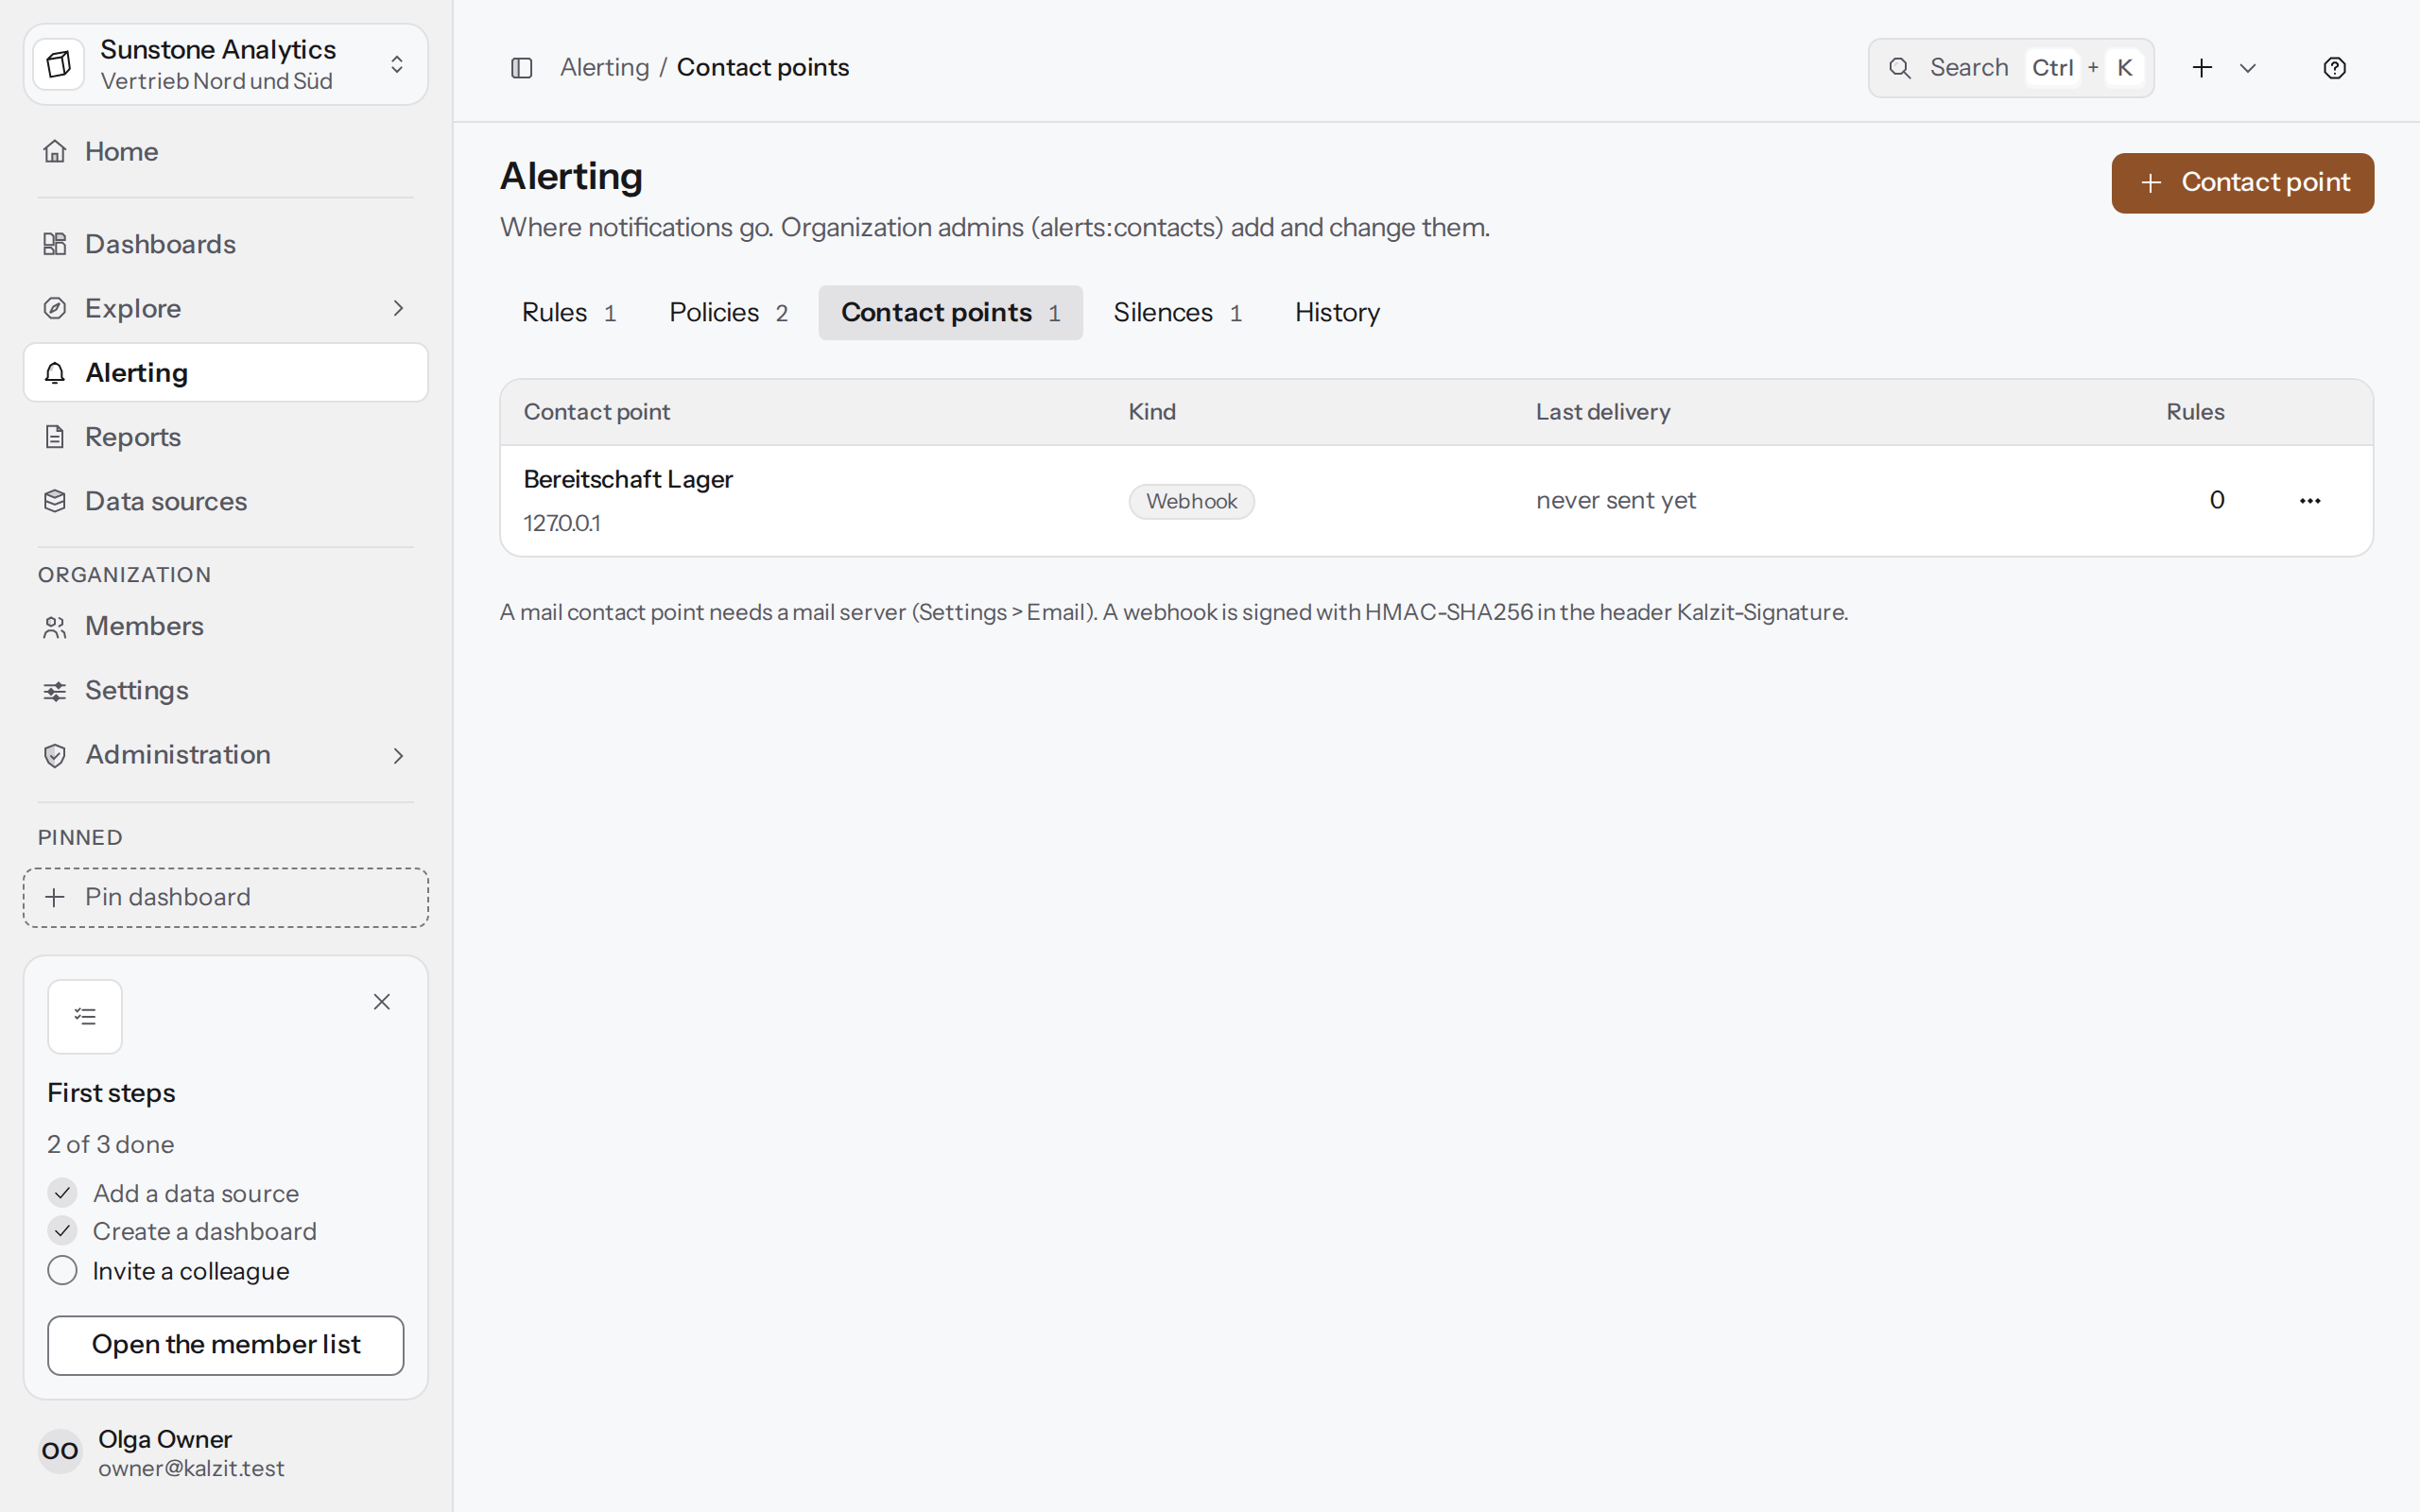 Sunstone Analytics
Vertrieb Nord und Süd
Home
Dashboards
Explore
Alerting
Reports
Data sources
ORGANIZATION
Members
Settings
Administration
PINNED
Pin dashboard
First steps
2 of 3 done
Add a data source
Create a dashboard
Invite a colleague
Open the member list
OO
Olga Owner
owner@kalzit.test
Alerting / Contact points
Search Ctrl + K
Alerting
Where notifications go. Organization admins (alerts:contacts) add and change them.
Contact point
Rules 1 Policies 2 Contact points 1 Silences 1 History
Contact point Kind Last delivery Rules
Bereitschaft Lager
127.0.0.1
Webhook
never sent yet
0
A mail contact point needs a mail server (Settings > Email). A webhook is signed with HMAC-SHA256 in the header Kalzit-Signature.